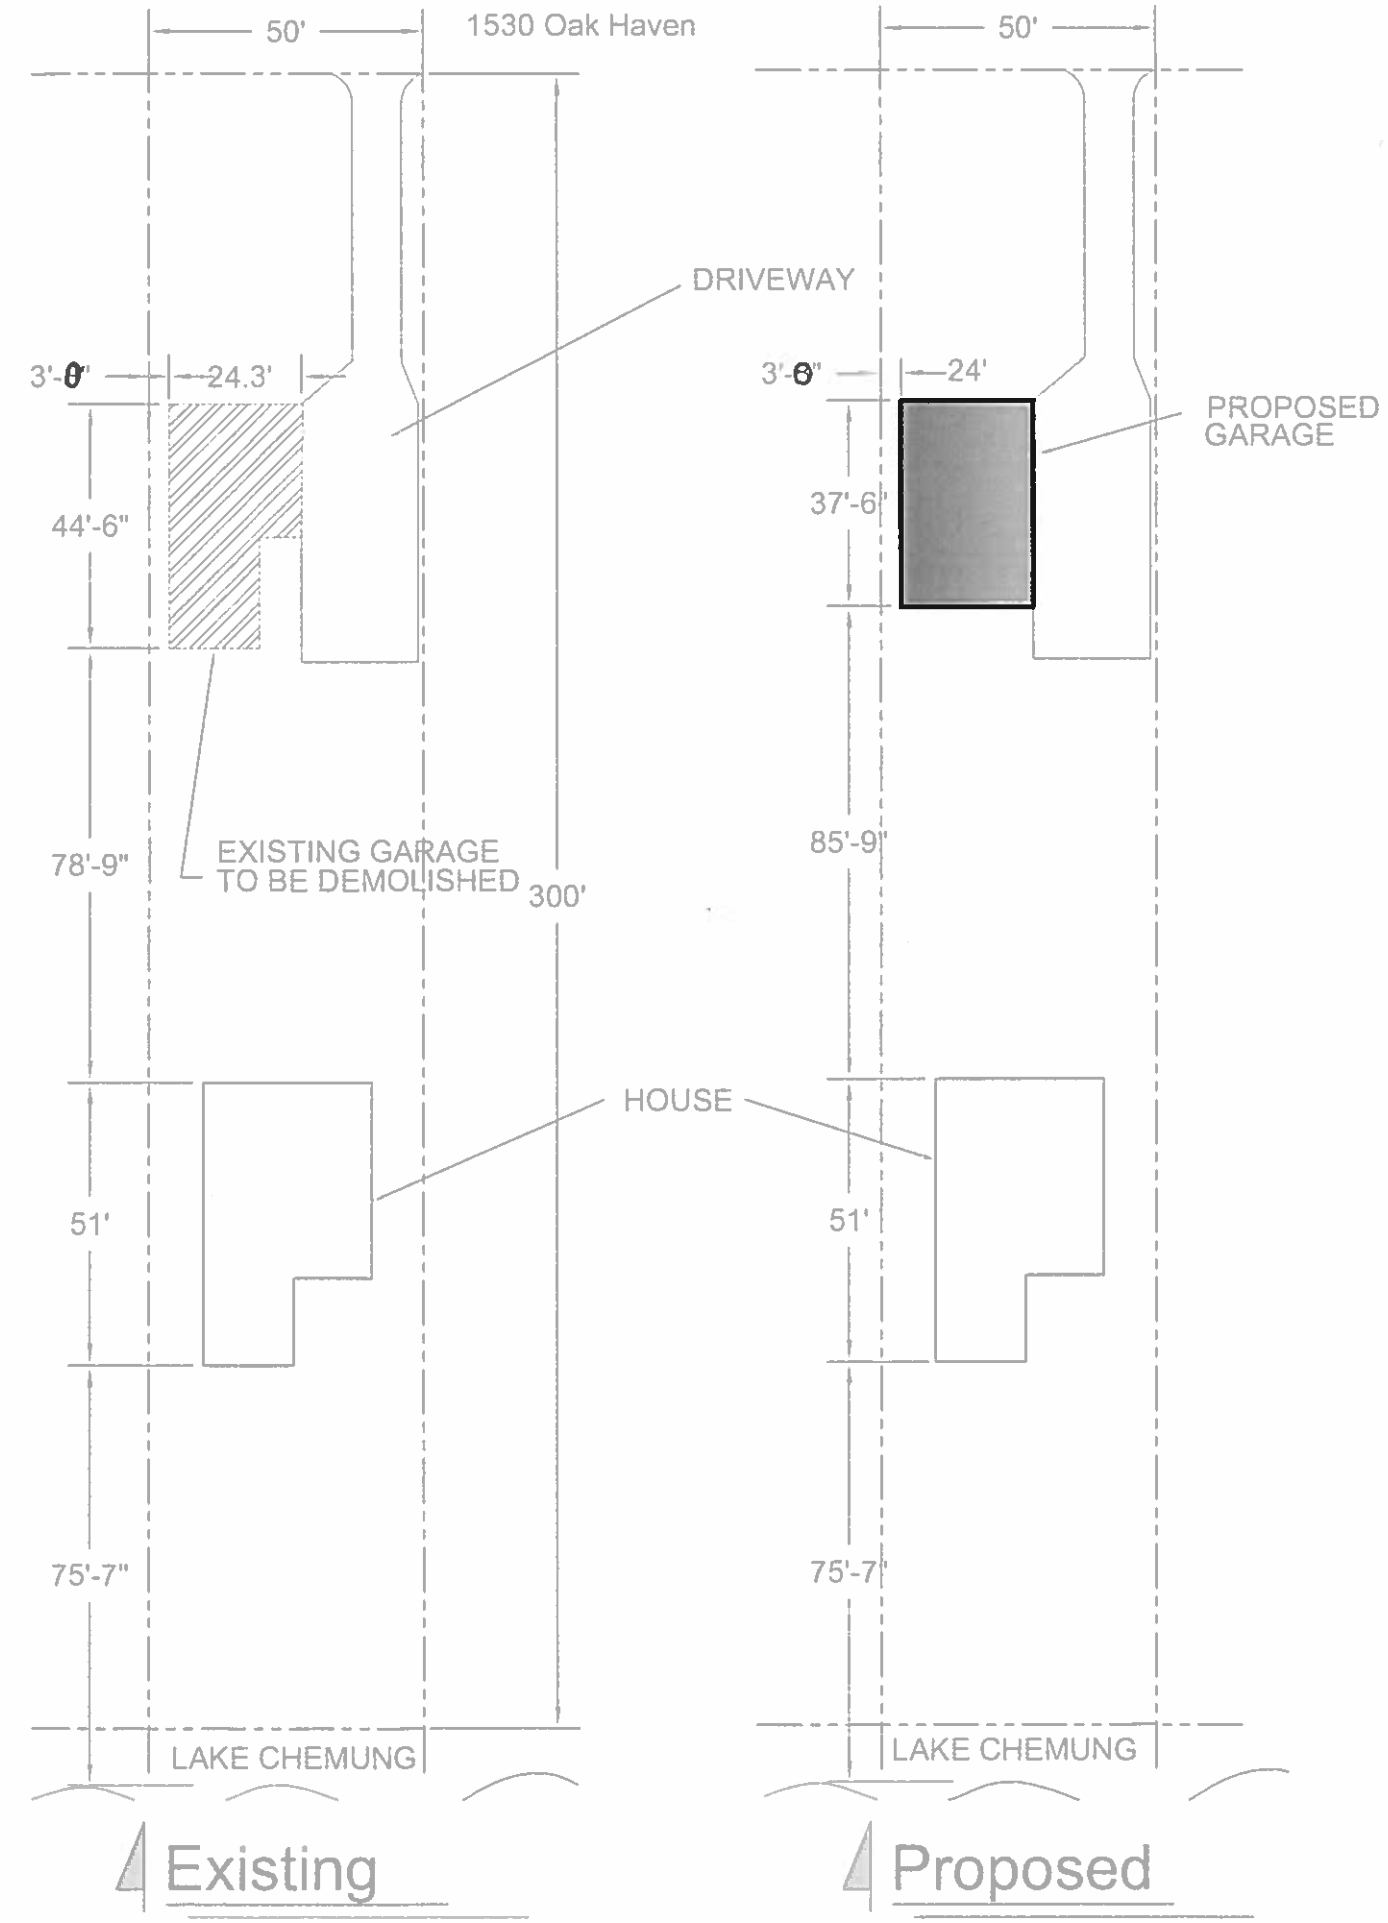 50'
1530 Oak Haven
50'
DRIVEWAY
3'-0"
24.3'
3'-6"
24'
PROPOSED
GARAGE
44'-6"
37'-6"
78'-9"
EXISTING GARAGE
TO BE DEMOLISHED
300'
85'-9"
HOUSE
51'
51'
75'-7"
75'-7"
LAKE CHEMUNG
LAKE CHEMUNG
Existing
Proposed